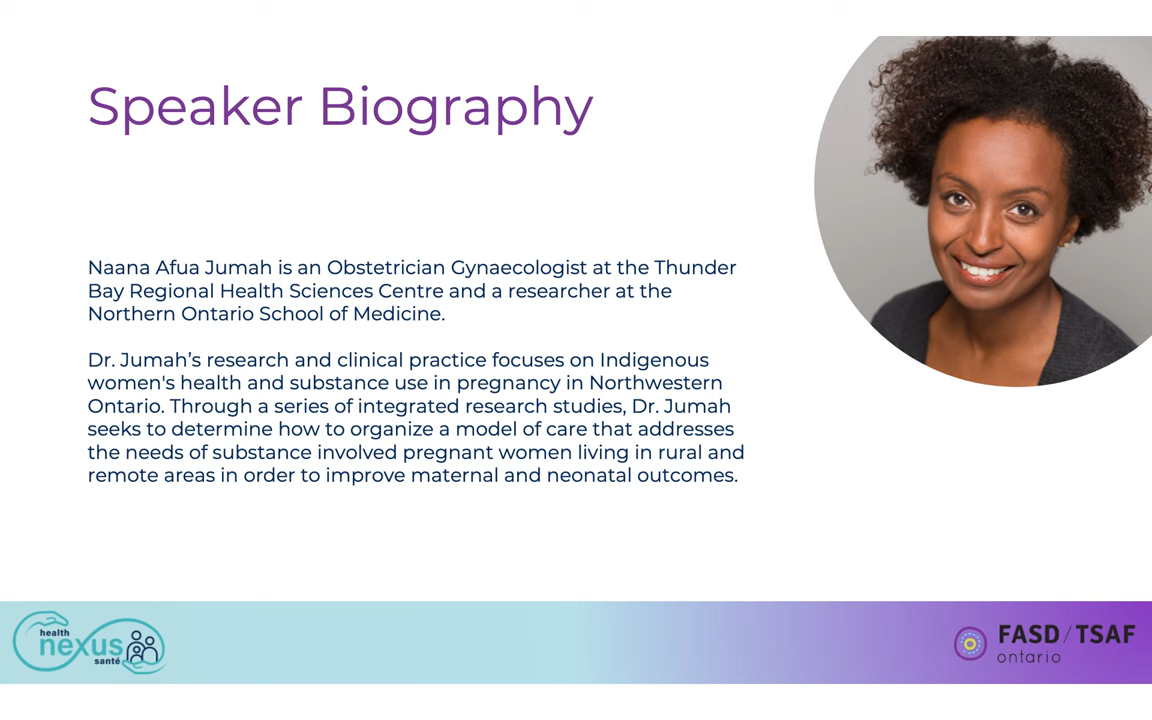 Speaker Biography
Naana Afua Jumah is an Obstetrician Gynaecologist at the Thunder
Bay Regional Health Sciences Centre and a researcher at the
Northern Ontario School of Medicine.
Dr. Jumah’s research and clinical practice focuses on Indigenous
women's health and substance use in pregnancy in Northwestern
Ontario. Through a series of integrated research studies, Dr. Jumah
seeks to determine how to organize a model of care that addresses
the needs of substance involved pregnant women living in rural and
remote areas in order to improve maternal and neonatal outcomes.
health
nexus
santé
FASD/TSAF
ontario